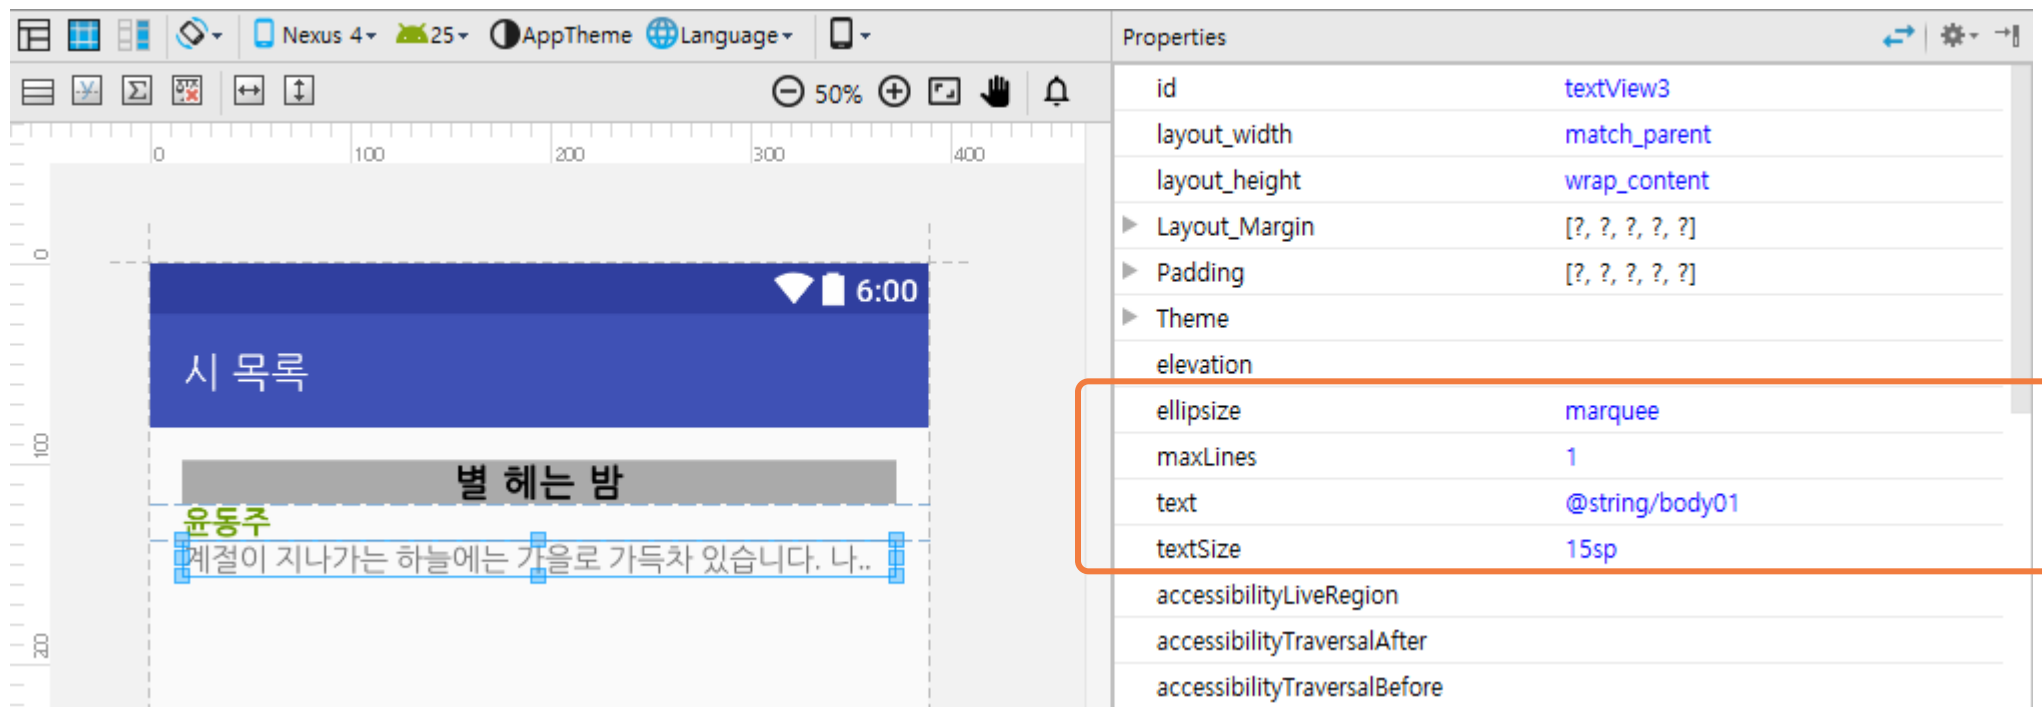 Nexus 4 25 AppTheme Language
50%
0 100 200 300 400
0
100
200
6:00
시 목록
별 헤는 밤
윤동주
계절이 지나가는 하늘에는 가을로 가득차 있습니다. 나..
Properties
id textView3
layout_width match_parent
layout_height wrap_content
Layout_Margin [?, ?, ?, ?, ?]
Padding [?, ?, ?, ?, ?]
Theme
elevation
ellipsize marquee
maxLines 1
text @string/body01
textSize 15sp
accessibilityLiveRegion
accessibilityTraversalAfter
accessibilityTraversalBefore